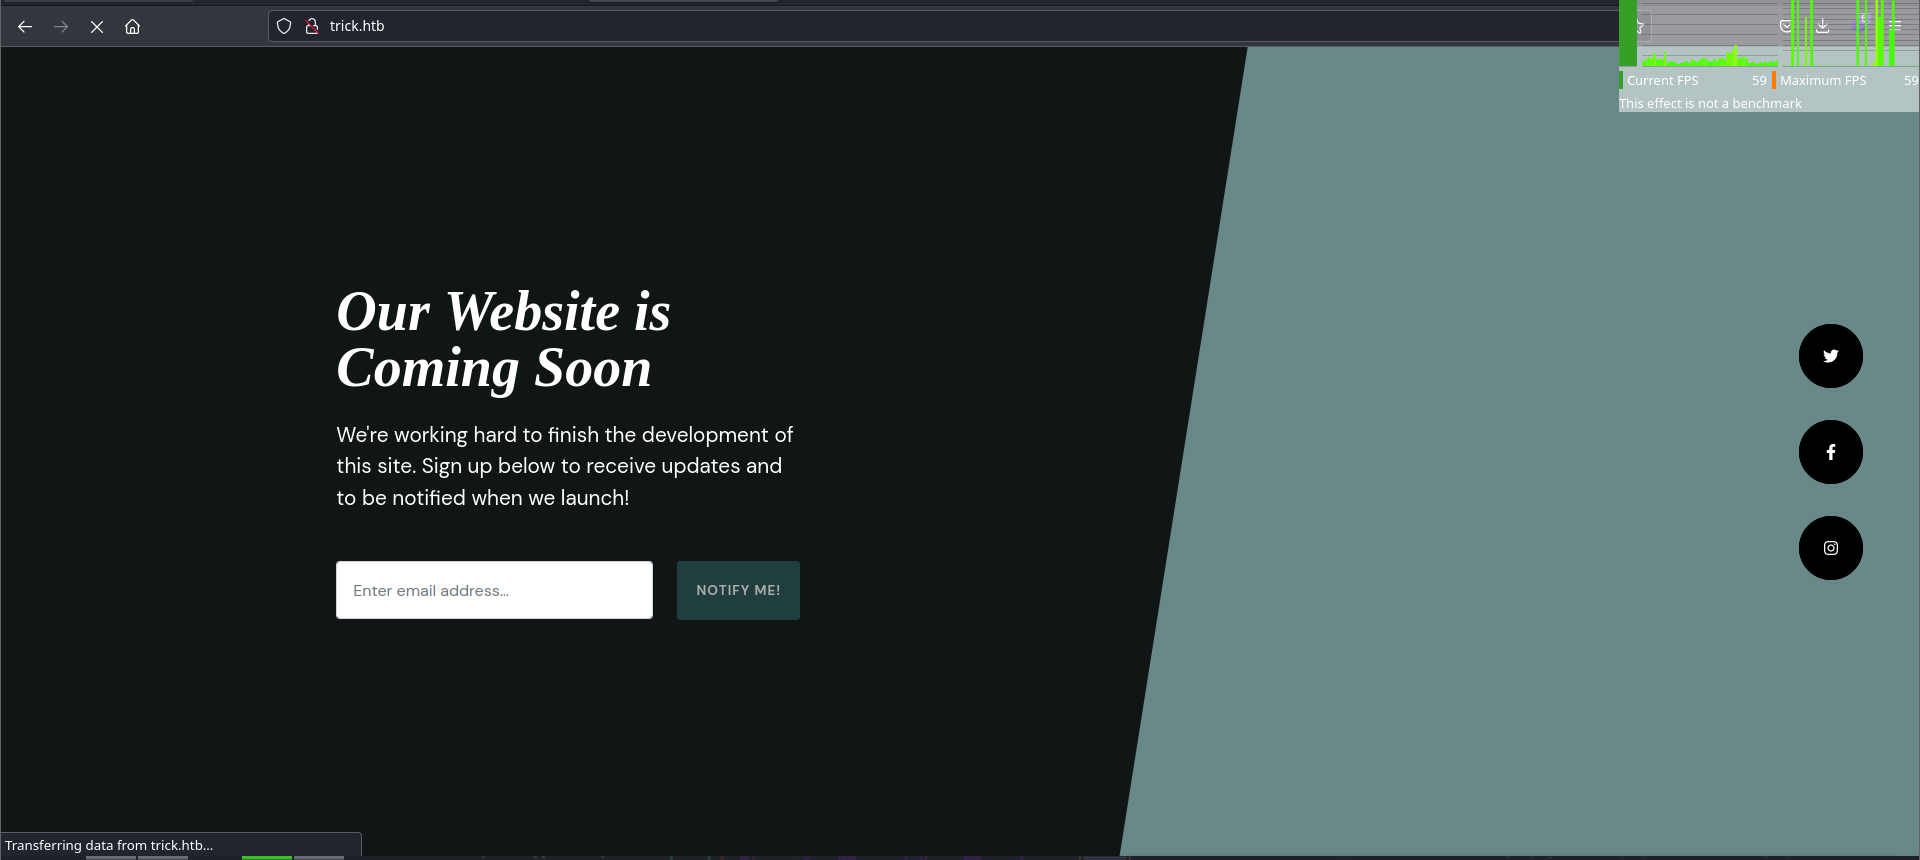 trick.htb
Current FPS 59 Maximum FPS 59
This effect is not a benchmark
Our Website is
Coming Soon
We're working hard to finish the development of
this site. Sign up below to receive updates and
to be notified when we launch!
Enter email address...
NOTIFY ME!
Transferring data from trick.htb...